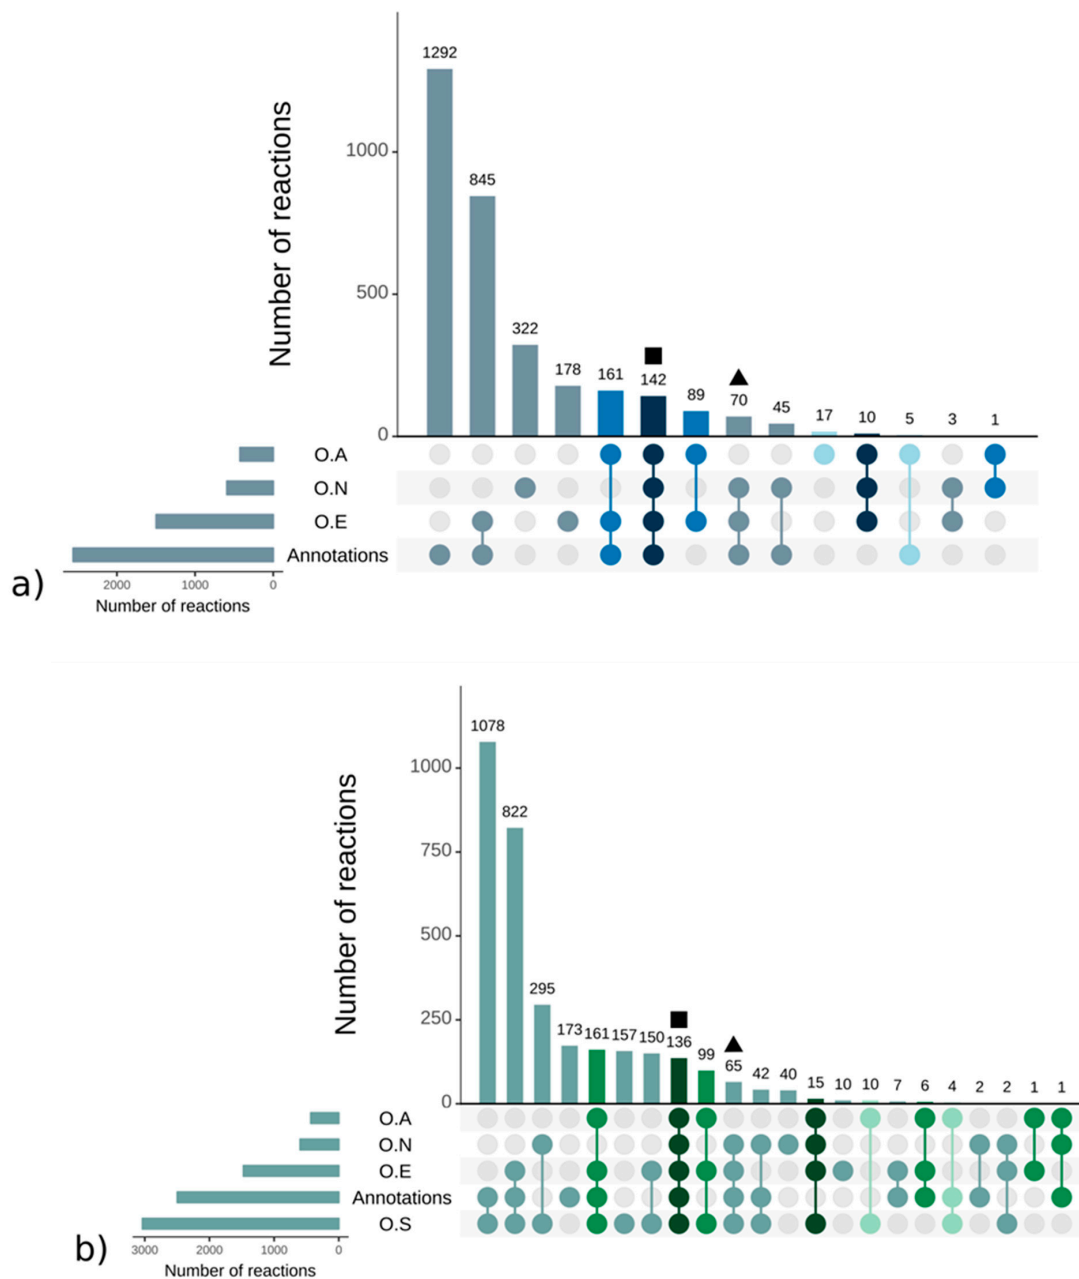 1292
845
322
178
161
142
89
70
45
17
10
5
3
1
Number of reactions
1000
500
0
O.A
O.N
O.E
Annotations
2000 1000 0
Number of reactions
a)
1078
822
295
173 161 157 150 136 99 65 42 40 15 10 10 7 6 4 2 2 1 1
Number of reactions
1000
750
500
250
0
O.A
O.N
O.E
Annotations
O.S
3000 2000 1000 0
Number of reactions
b)